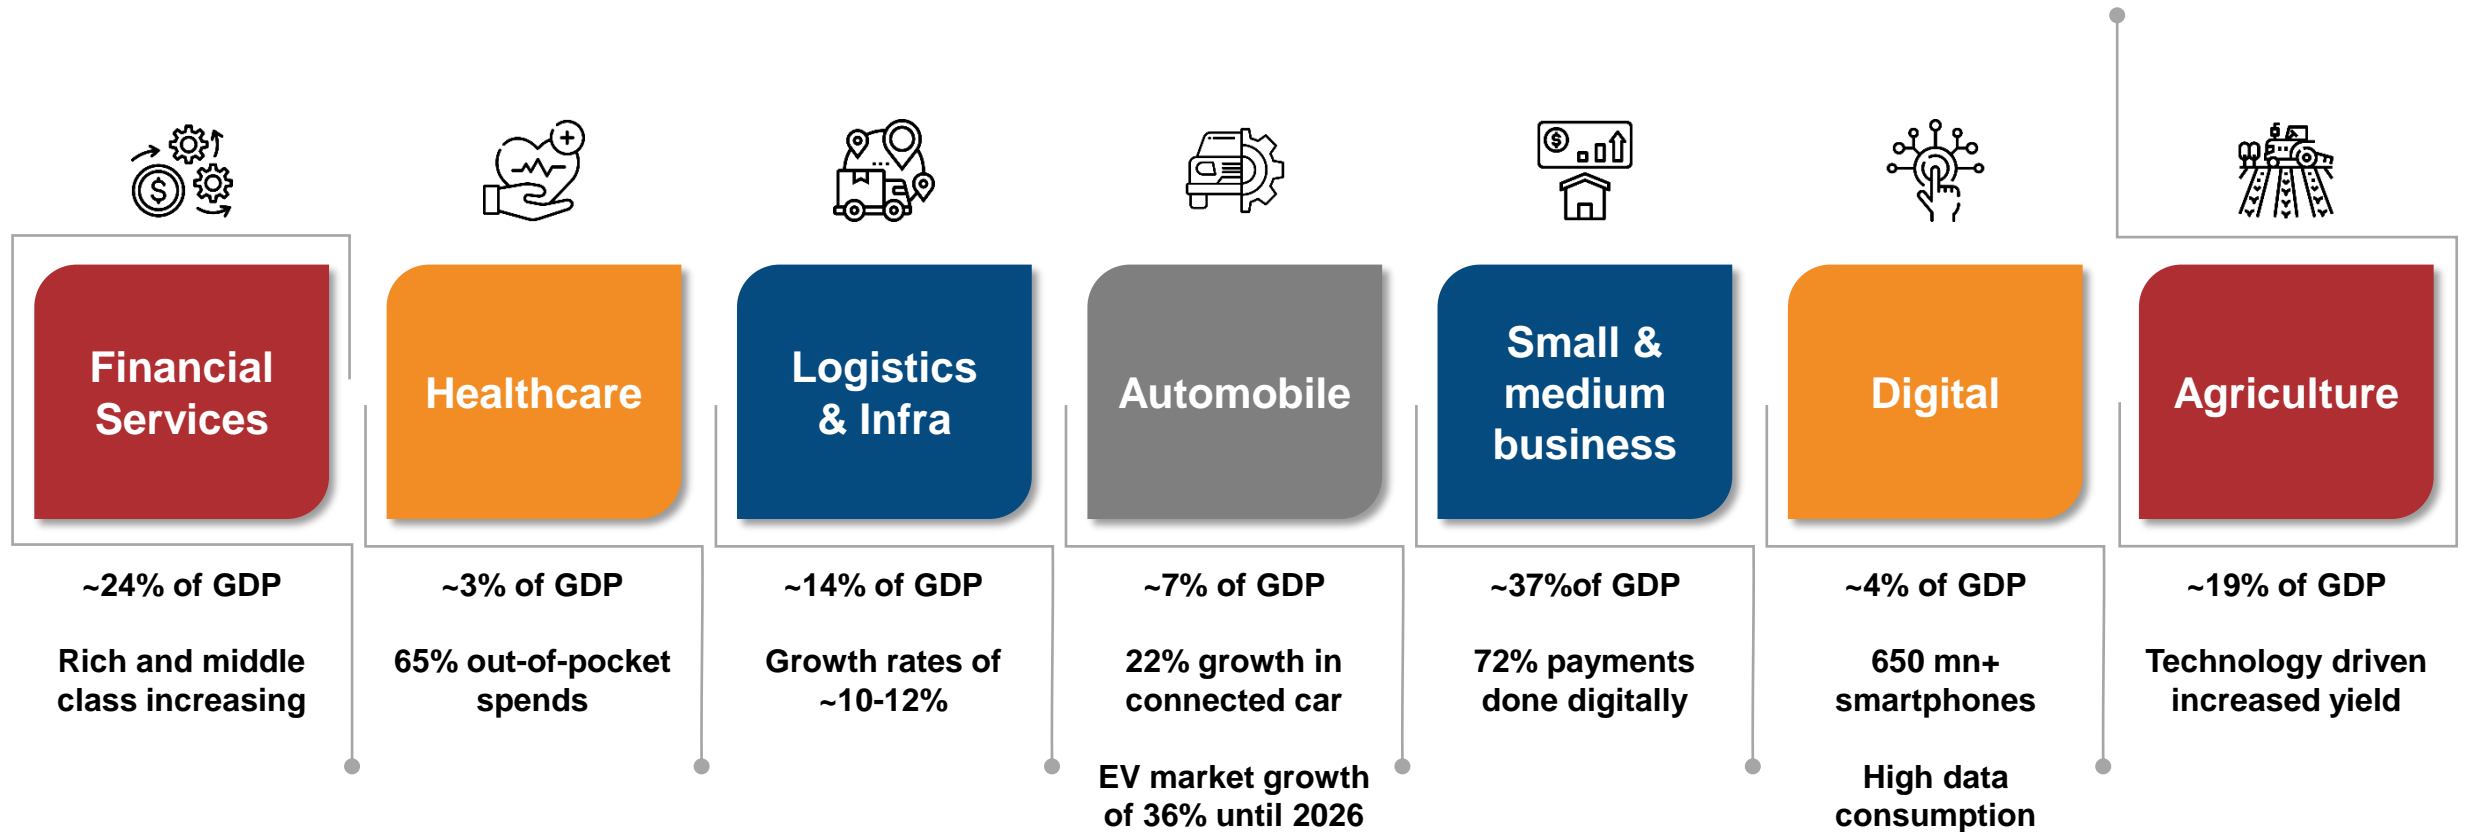 Financial
Services
~24% of GDP
Rich and middle
class increasing
Healthcare
~3% of GDP
65% out-of-pocket
spends
Logistics
& Infra
~14% of GDP
Growth rates of
~10-12%
Automobile
~7% of GDP
22% growth in
connected car
EV market growth
of 36% until 2026
Small &
medium
business
~37%of GDP
72% payments
done digitally
Digital
~4% of GDP
650 mn+
smartphones
High data
consumption
Agriculture
~19% of GDP
Technology driven
increased yield